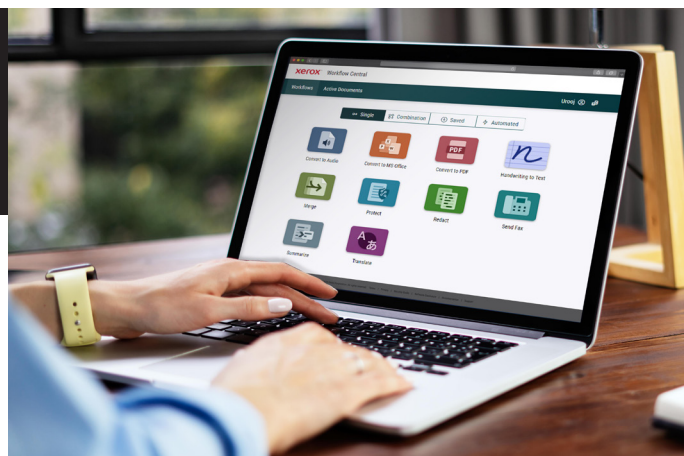 xerox Workflow Central
Workflows Active Documents Urooj
Single Combination Saved Automated
Convert to Audio Convert to MS Office Convert to PDF Handwriting to Text
PDF
n
Merge Protect Redact Send Fax
Summarize Translate
A あ